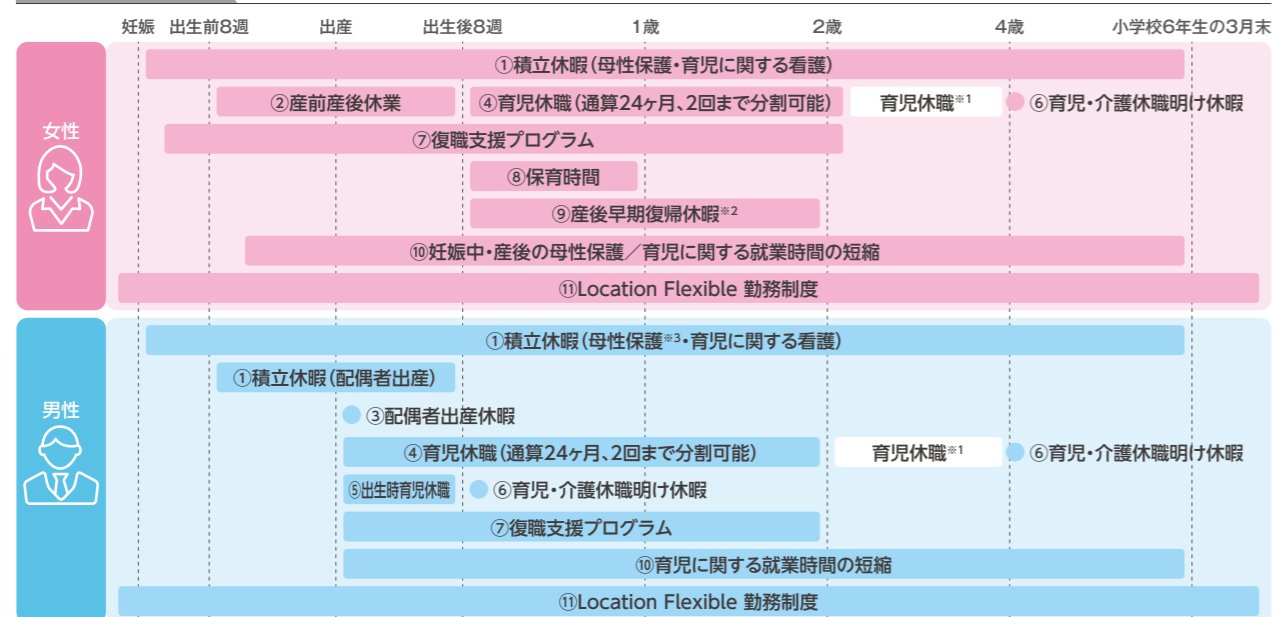 妊娠 出生前8週 出産 出生後8週 1歳 2歳 4歳 小学校6年生の3月末
女性
①積立休暇(母性保護・育児に関する看護)
②産前産後休業 ④育児休職(通算24ヶ月、2回まで分割可能) 育児休職※1 ⑥育児・介護休職明け休暇
⑦復職支援プログラム
⑧保育時間
⑨産後早期復帰休暇※2
⑩妊娠中・産後の母性保護/育児に関する就業時間の短縮
⑪Location Flexible 勤務制度
男性
①積立休暇(母性保護※3・育児に関する看護)
①積立休暇(配偶者出産)
③配偶者出産休暇
④育児休職(通算24ヶ月、2回まで分割可能) 育児休職※1 ⑥育児・介護休職明け休暇
⑤出生時育児休職 ⑥育児・介護休職明け休暇
⑦復職支援プログラム
⑩育児に関する就業時間の短縮
⑪Location Flexible 勤務制度